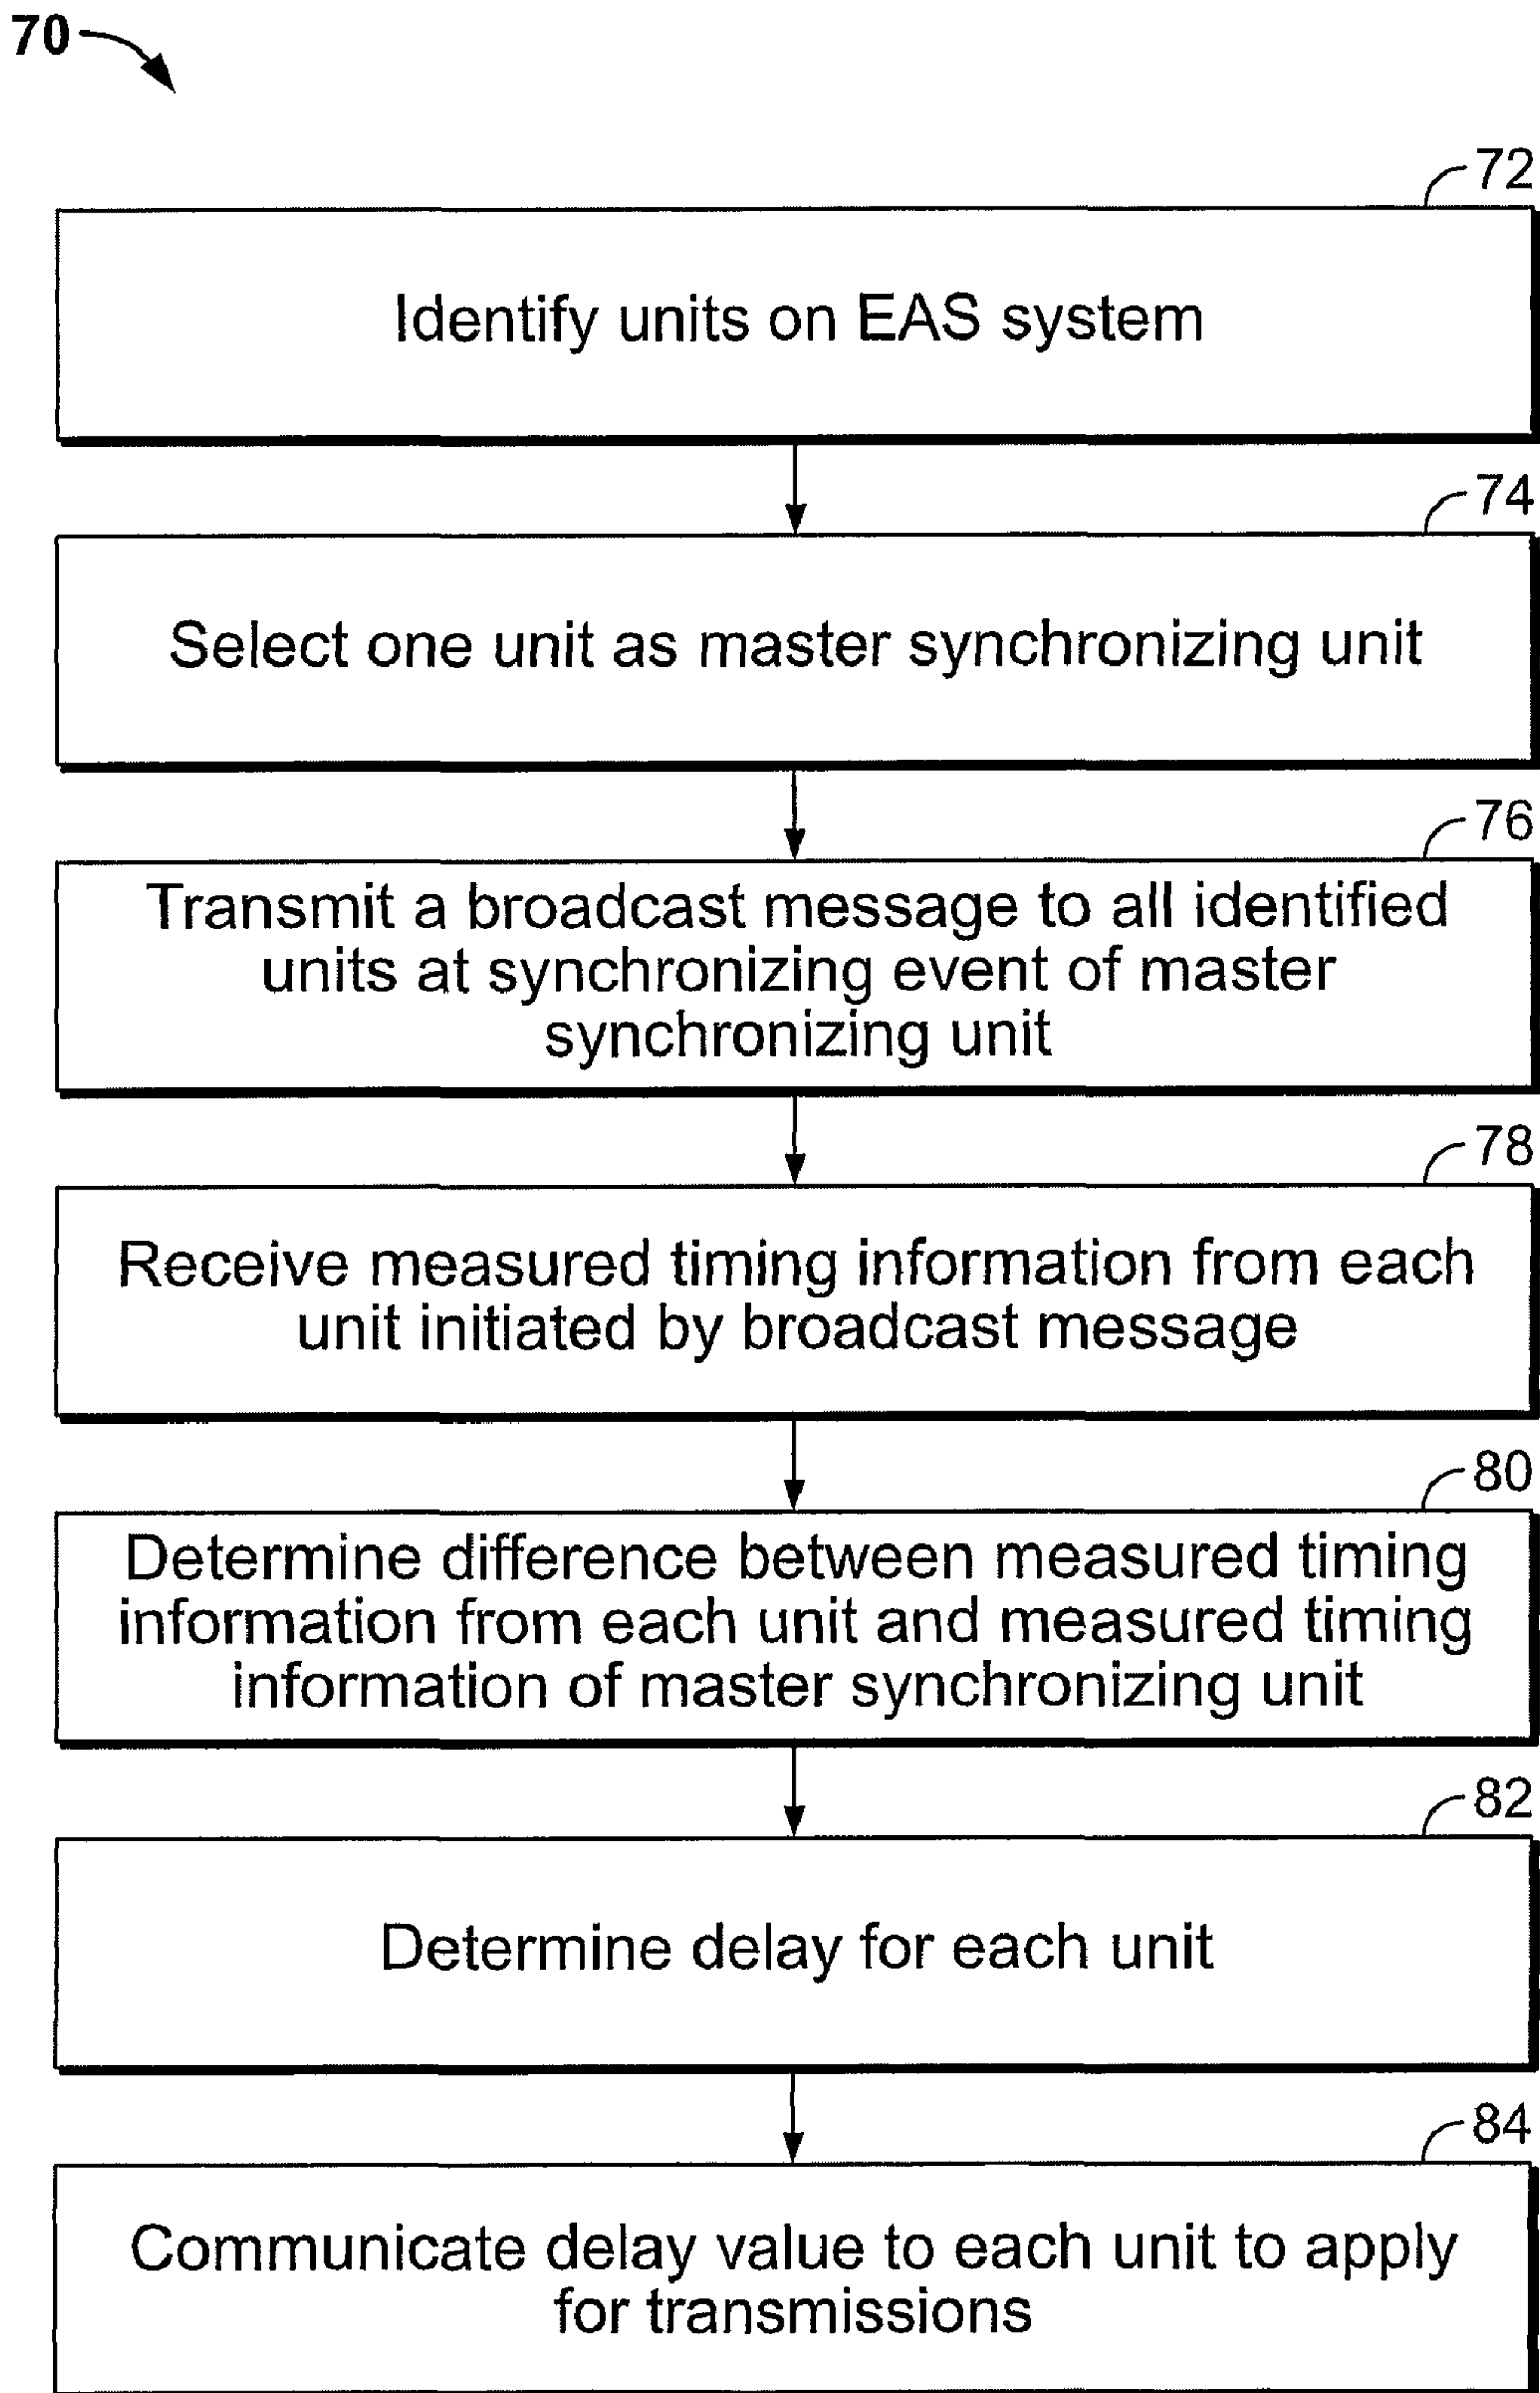 70
72
Identify units on EAS system
74
Select one unit as master synchronizing unit
76
Transmit a broadcast message to all identified
units at synchronizing event of master
synchronizing unit
78
Receive measured timing information from each
unit initiated by broadcast message
80
Determine difference between measured timing
information from each unit and measured timing
information of master synchronizing unit
82
Determine delay for each unit
84
Communicate delay value to each unit to apply
for transmissions